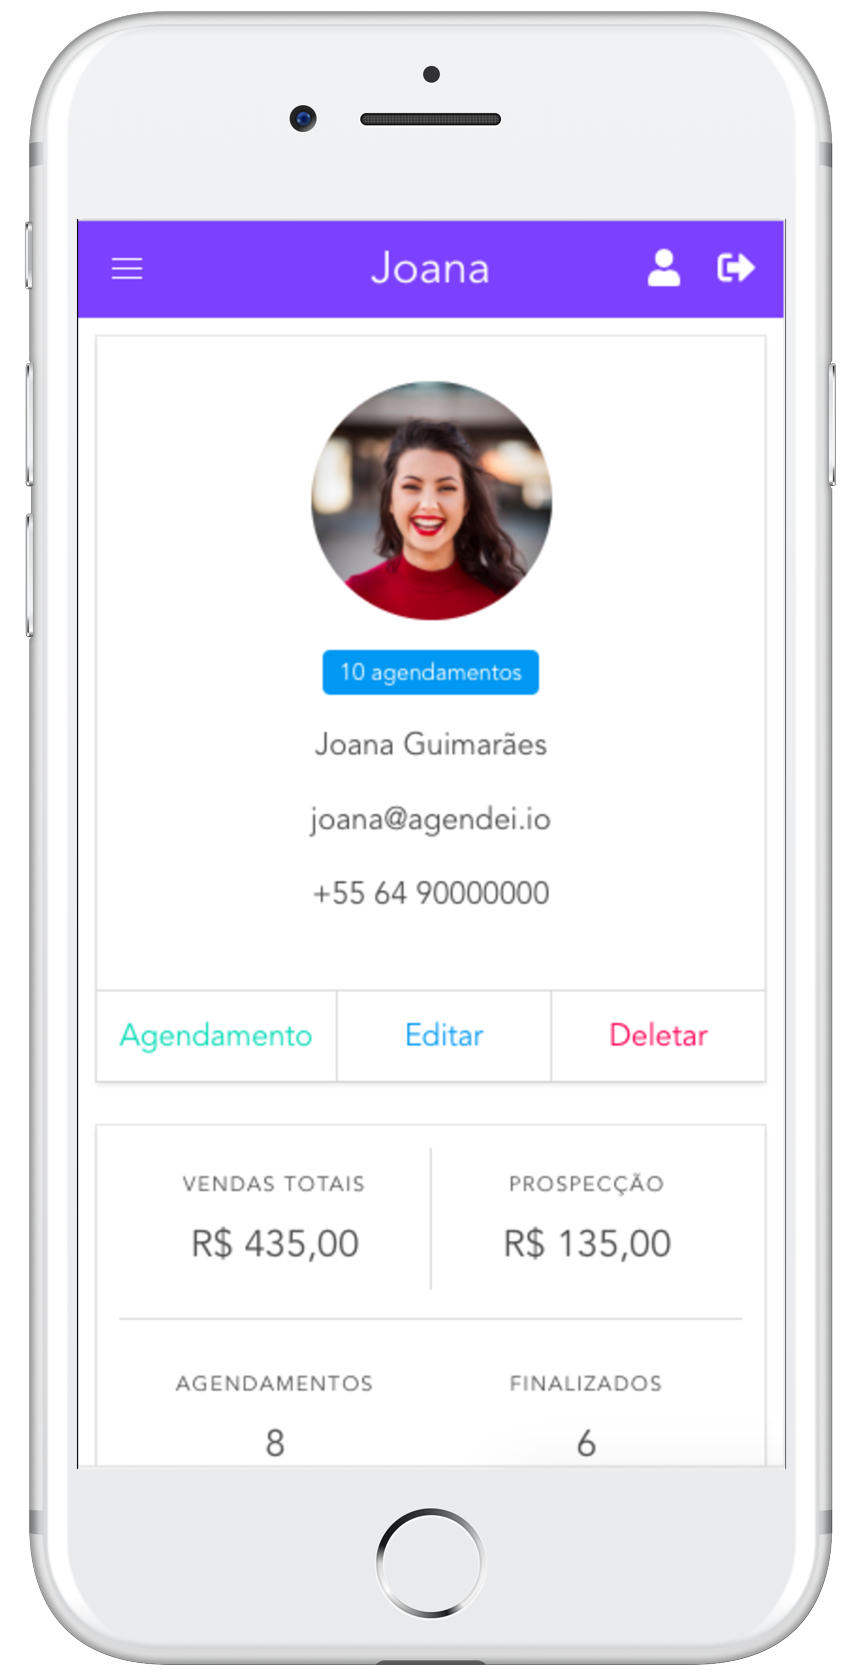 Joana
10 agendamentos
Joana Guimarães
joana@agendei.io
+55 64 90000000
Agendamento Editar Deletar
VENDAS TOTAIS PROSPECÇÃO
R$ 435,00 R$ 135,00
AGENDAMENTOS FINALIZADOS
8 6